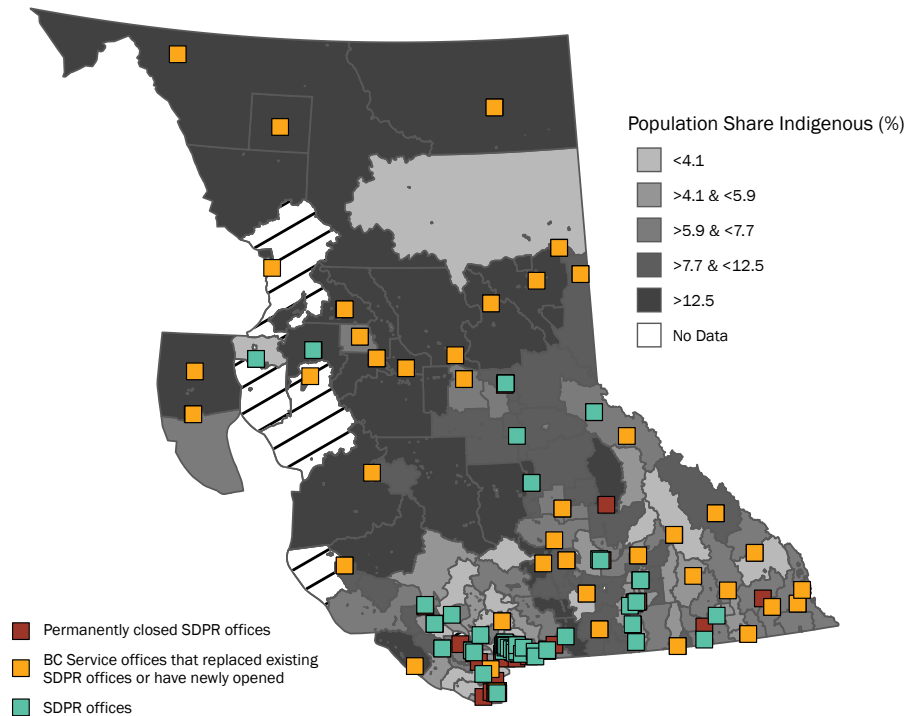 Population Share Indigenous (%)
<4.1
>4.1 & <5.9
>5.9 & <7.7
>7.7 & <12.5
>12.5
No Data
Permanently closed SDPR offices
BC Service offices that replaced existing
SDPR offices or have newly opened
SDPR offices